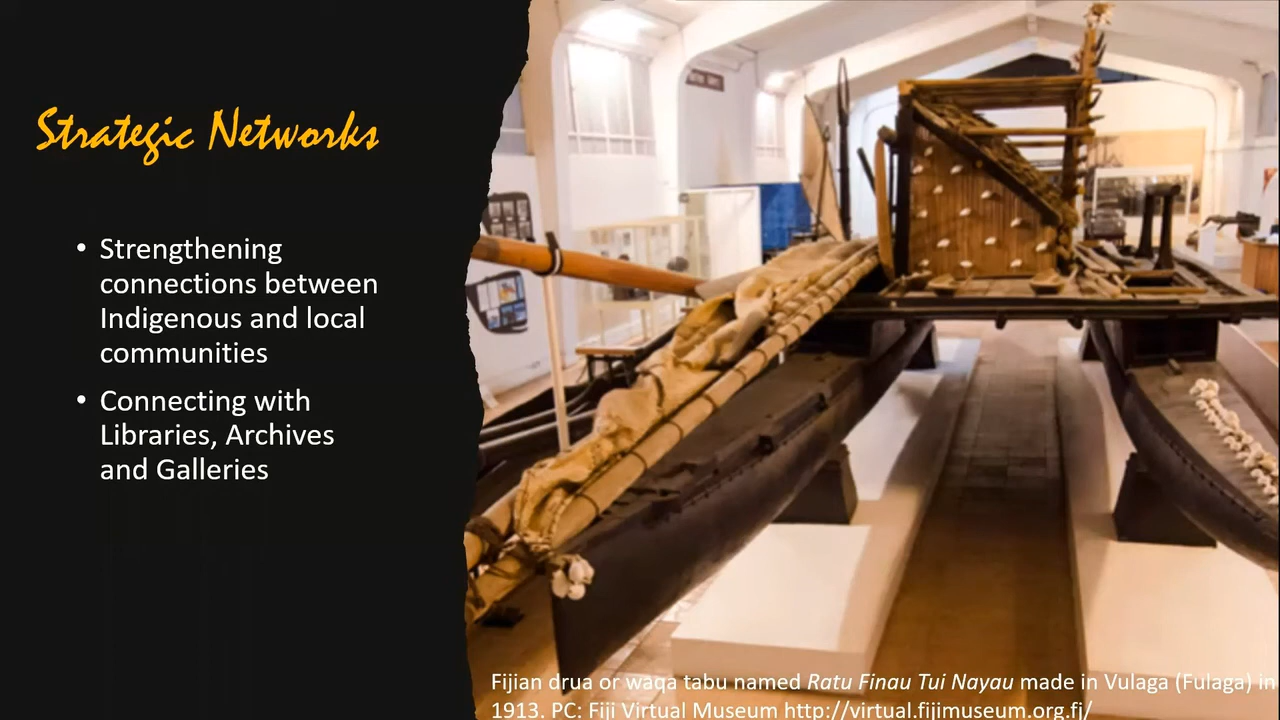 Strategic Networks
• Strengthening
connections between
Indigenous and local
communities
• Connecting with
Libraries, Archives
and Galleries
Fijian drua or waqa tabu named Ratu Finau Tui Nayau made in Vulaga (Fulaga) in
1913. PC: Fiji Virtual Museum http://virtual.fijimuseum.org.fj/